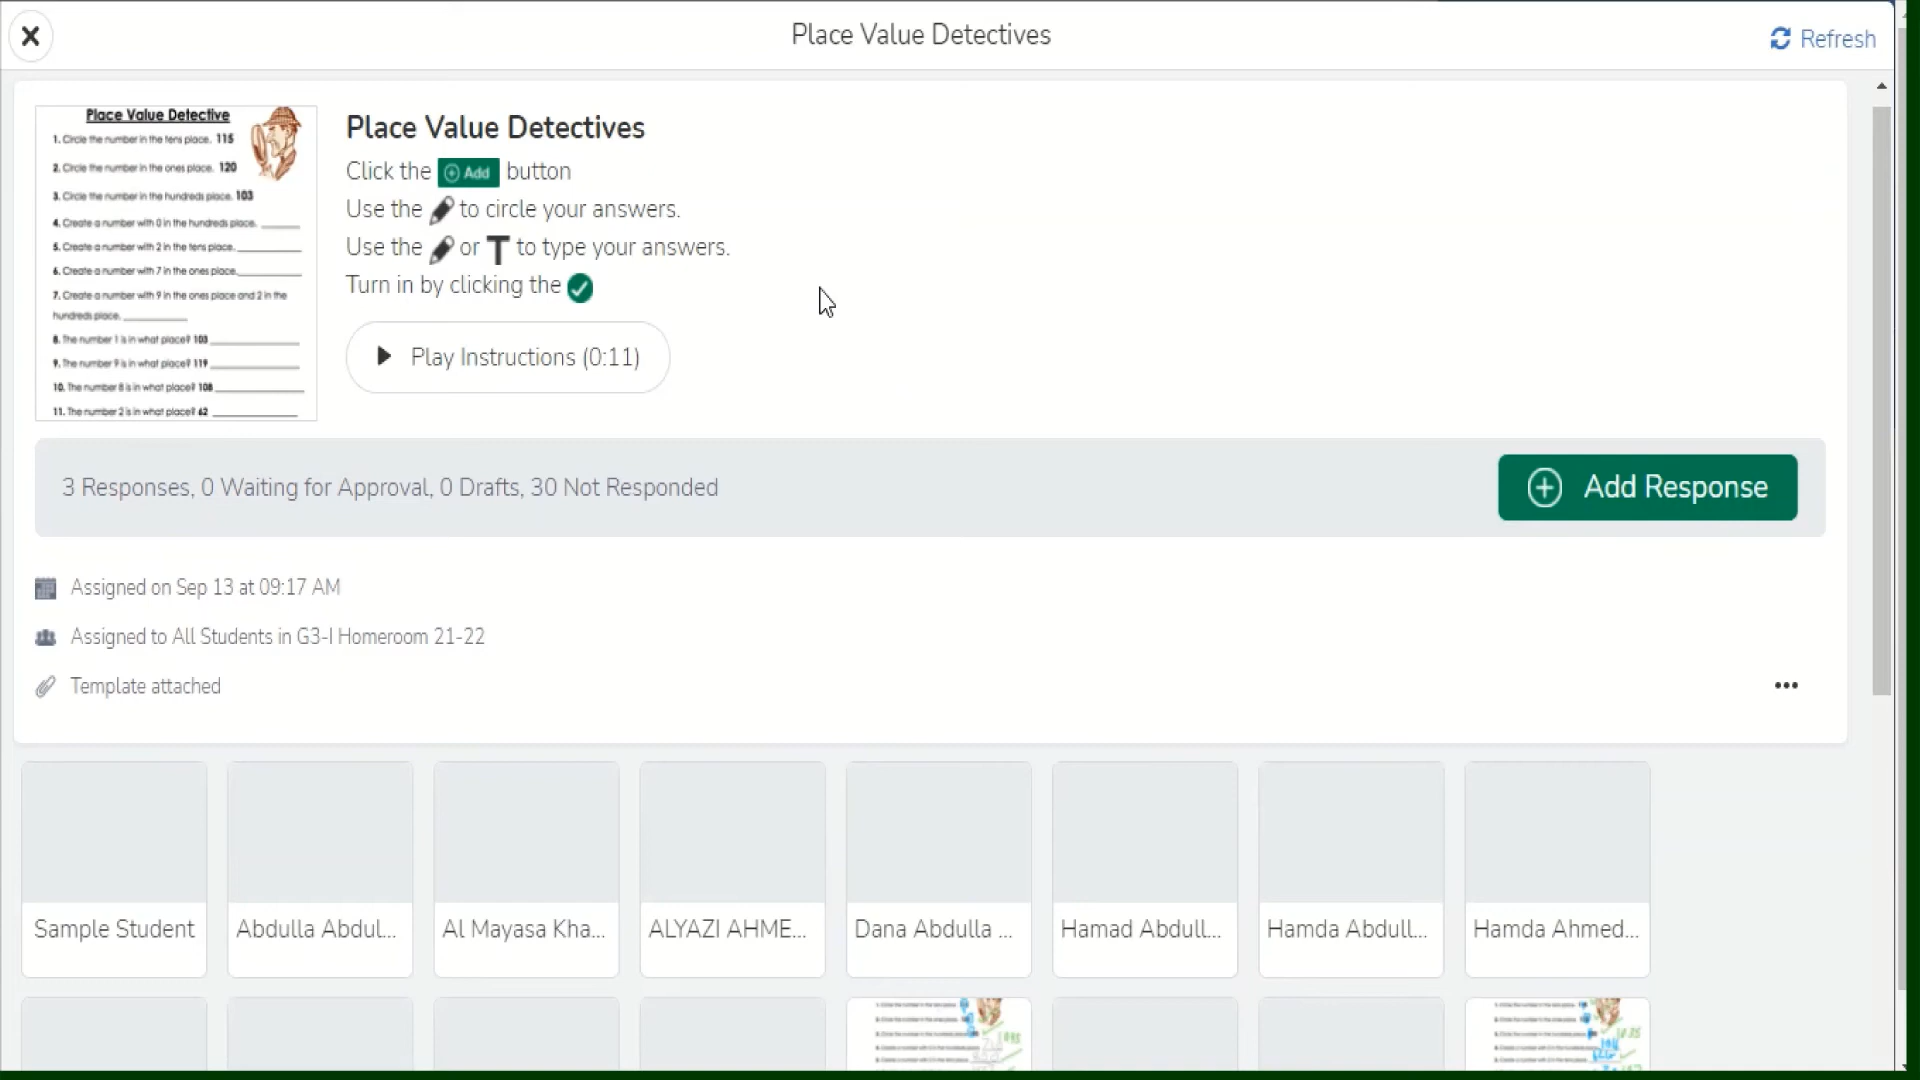 Place Value Detectives
Refresh
Place Value Detective
1. Circle the number in the tens place. 115
2. Circle the number in the ones place. 120
3. Circle the number in the hundreds place. 103
4. Create a number with 0 in the hundreds place. ______
5. Create a number with 2 in the tens place. ______
6. Create a number with 7 in the ones place. ______
7. Create a number with 9 in the ones place and 2 in the
hundreds place. ______
8. The number 1 is in what place? 103 ______
9. The number 9 is in what place? 119 ______
10. The number 8 is in what place? 108 ______
11. The number 2 is in what place? 62 ______
Place Value Detectives
Click the Add button
Use the to circle your answers.
Use the or T to type your answers.
Turn in by clicking the
Play Instructions (0:11)
3 Responses, 0 Waiting for Approval, 0 Drafts, 30 Not Responded
Add Response
Assigned on Sep 13 at 09:17 AM
Assigned to All Students in G3-I Homeroom 21-22
Template attached
Sample Student
Abdulla Abdul...
Al Mayasa Kha...
ALYAZI AHME...
Dana Abdulla ...
Hamad Abdull...
Hamda Abdull...
Hamda Ahmed...